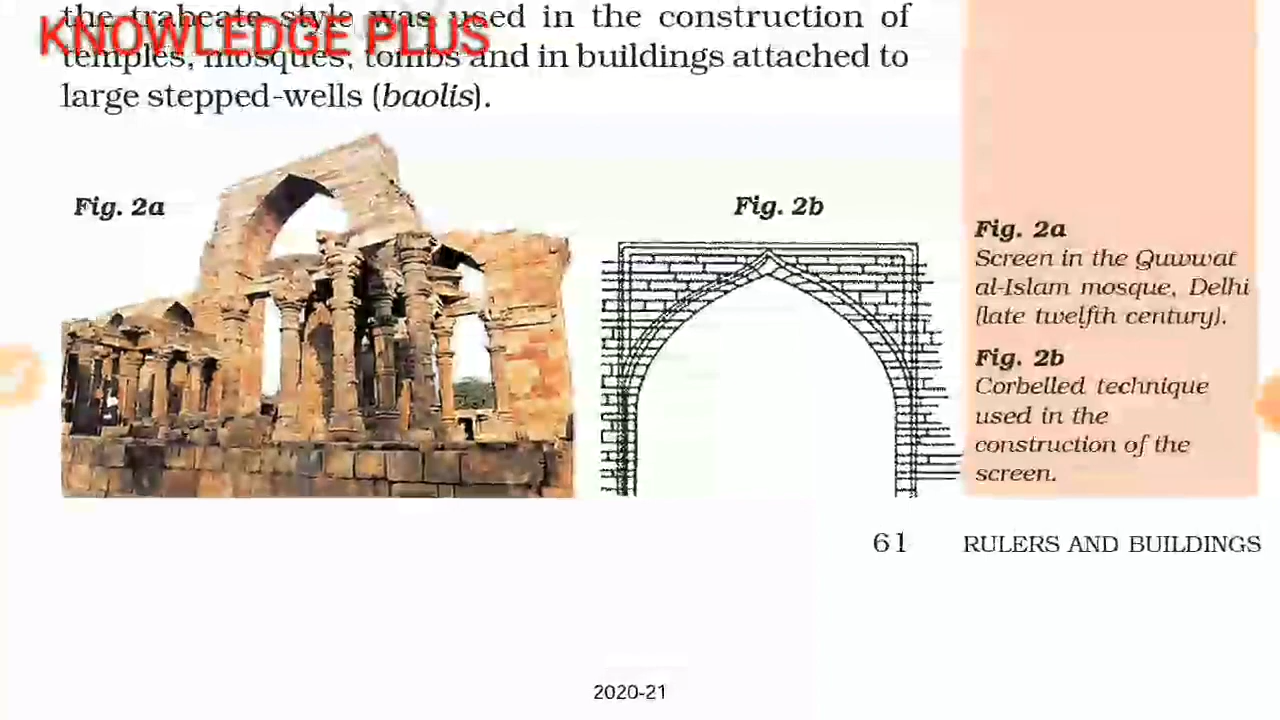 the trabeate style was used in the construction of
KNOWLEDGE PLUS
temples, mosques, tombs and in buildings attached to
large stepped-wells (baolis).
Fig. 2a
Fig. 2b
Fig. 2a
Screen in the Quwwat
al-Islam mosque, Delhi
(late twelfth century).
Fig. 2b
Corbelled technique
used in the
construction of the
screen.
61 RULERS AND BUILDINGS
2020-21